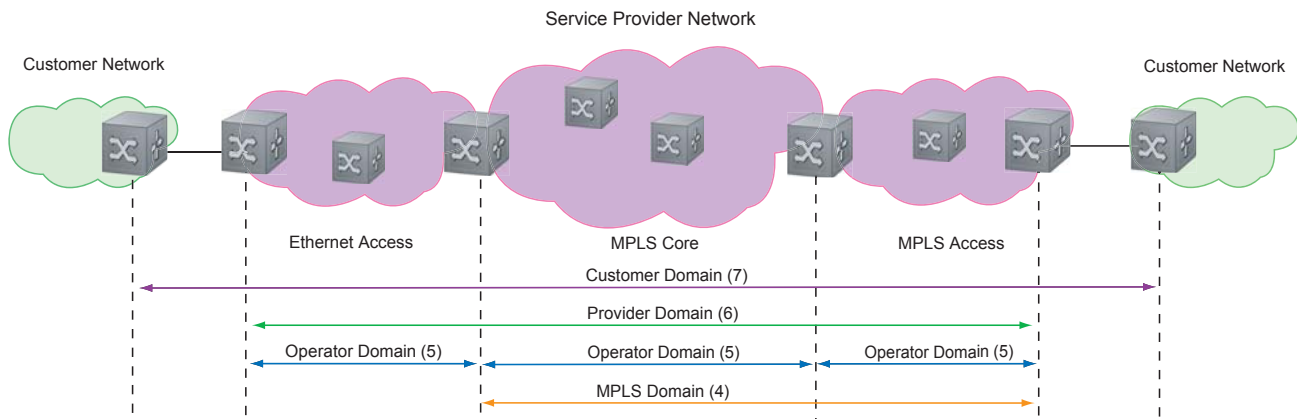 Service Provider Network
Customer Network
Customer Network
Ethernet Access
MPLS Core
MPLS Access
Customer Domain (7)
Provider Domain (6)
Operator Domain (5)
Operator Domain (5)
Operator Domain (5)
MPLS Domain (4)